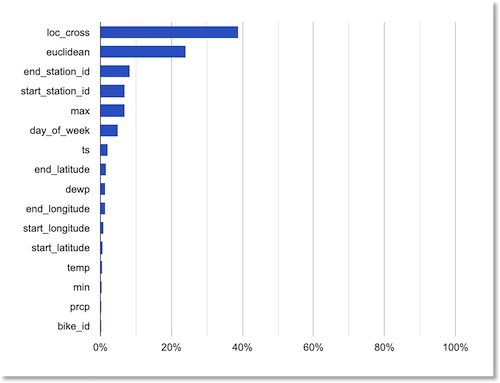 loc_cross
euclidean
end_station_id
start_station_id
max
day_of_week
ts
end_latitude
dewp
end_longitude
start_longitude
start_latitude
temp
min
prcp
bike_id
0% 20% 40% 60% 80% 100%